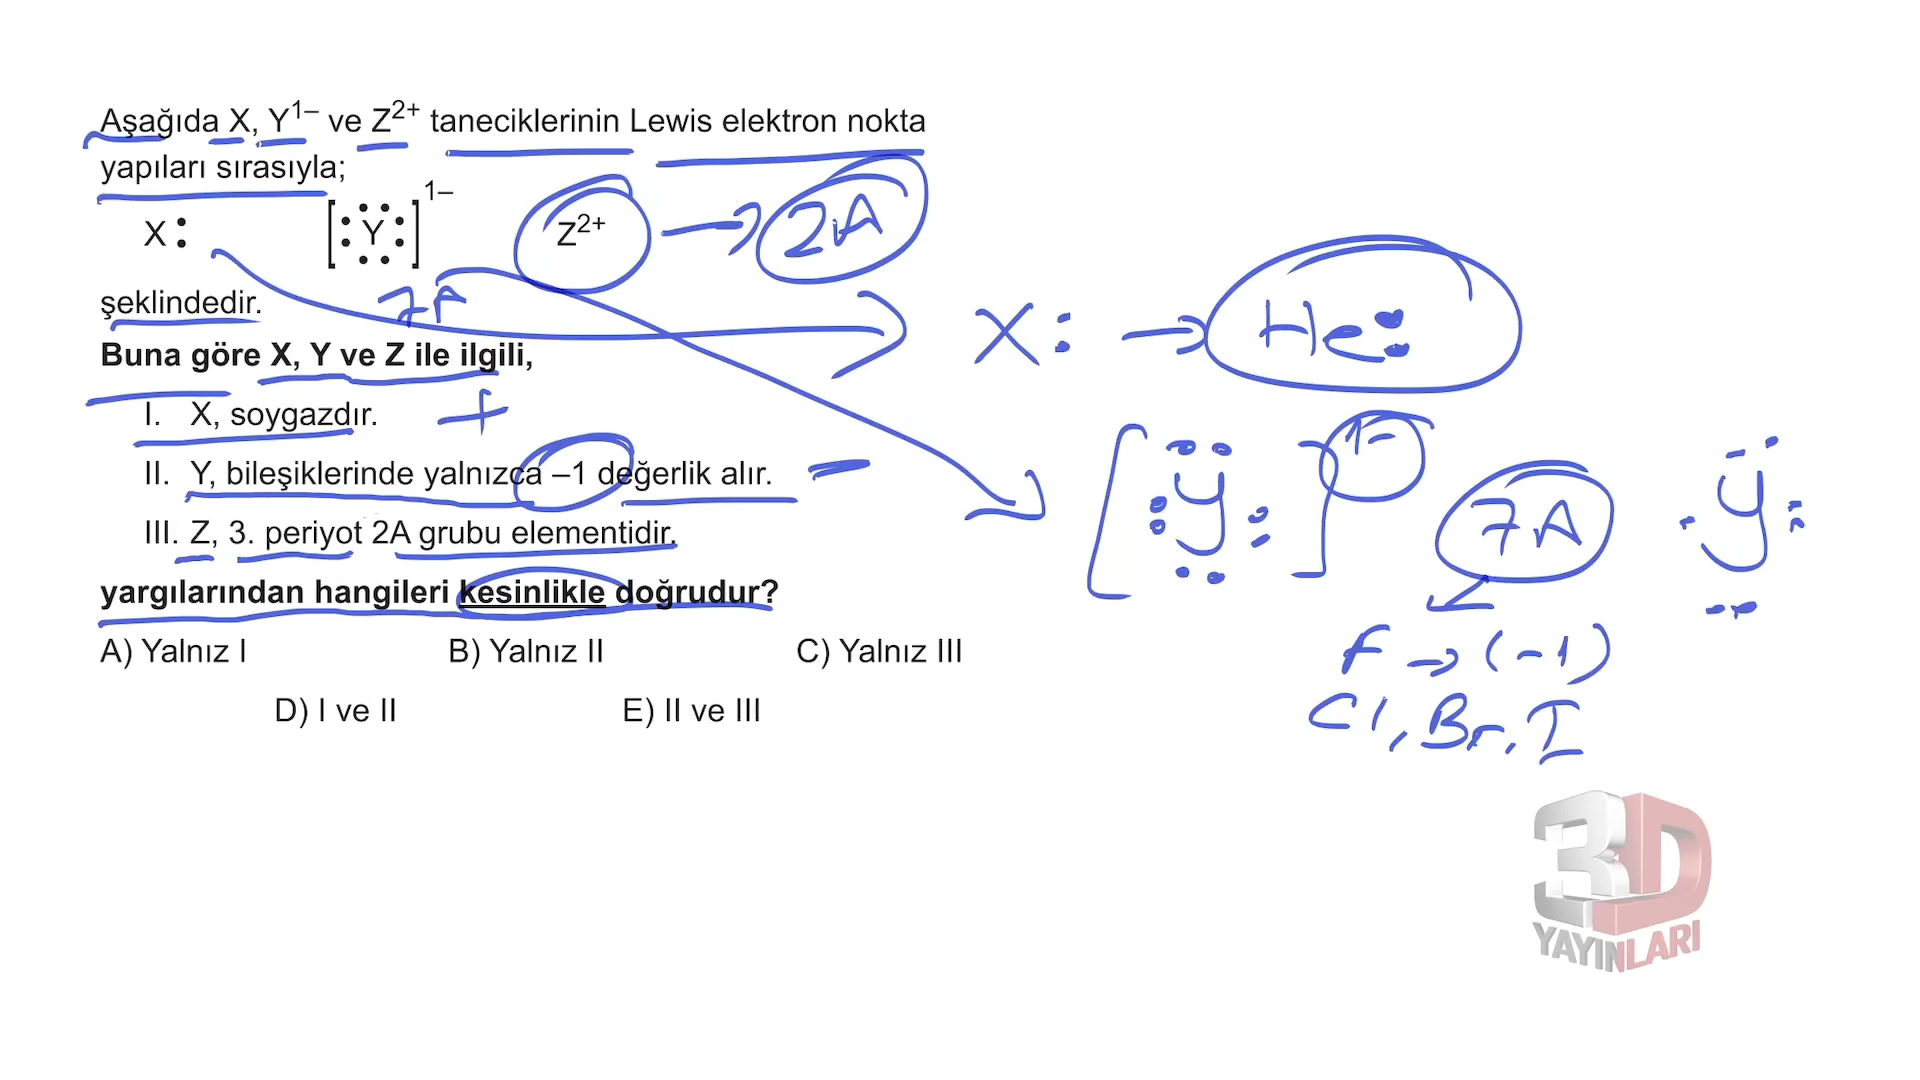 Aşağıda X, Y1– ve Z2+ taneciklerinin Lewis elektron nokta
yapıları sırasıyla;
X: [:Y:]1– Z2+ → 2A
7A
şeklindedir.
Buna göre X, Y ve Z ile ilgili,
I. X, soygazdır. +
II. Y, bileşiklerinde yalnızca –1 değerlik alır. –
III. Z, 3. periyot 2A grubu elementidir.
yargılarından hangileri kesinlikle doğrudur?
A) Yalnız I B) Yalnız II C) Yalnız III
D) I ve II E) II ve III
X: → He:
[:Y:]1– 7A Y
F → (-1)
Cl, Br, I
3D
YAYINLARI